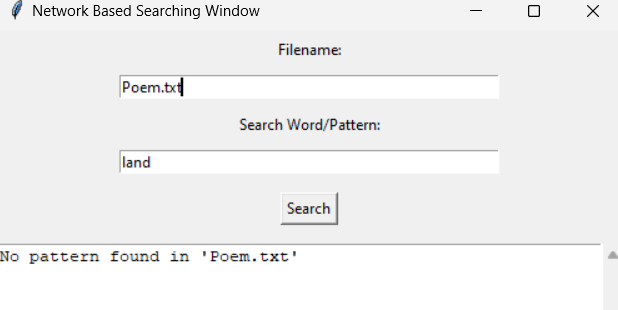 Network Based Searching Window
Filename:
Poem.txt
Search Word/Pattern:
land
Search
No pattern found in 'Poem.txt'